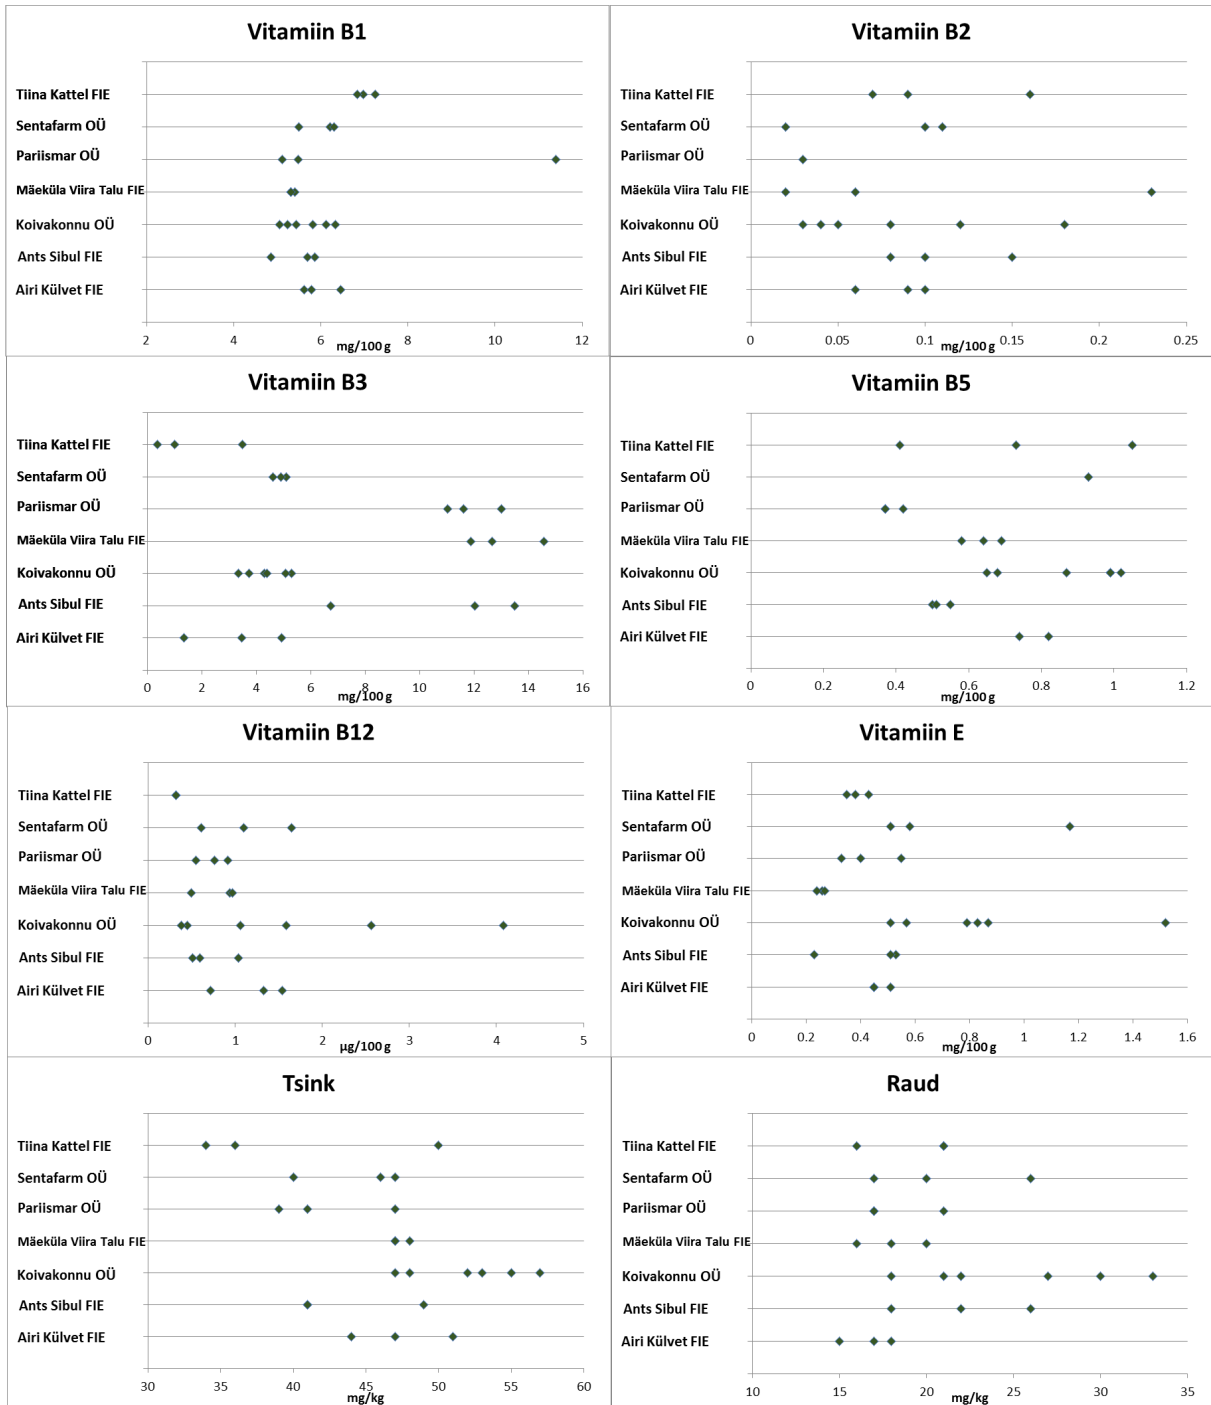 Vitamiin B1
Tiina Kattel FIE
Sentafarm OÜ
Pariismar OÜ
Mäeküla Viira Talu FIE
Koivakonnu OÜ
Ants Sibul FIE
Airi Külvet FIE
2 4 6 8 10 12
mg/100 g
Vitamiin B2
Tiina Kattel FIE
Sentafarm OÜ
Pariismar OÜ
Mäeküla Viira Talu FIE
Koivakonnu OÜ
Ants Sibul FIE
Airi Külvet FIE
0 0.05 0.1 0.15 0.2 0.25
mg/100 g
Vitamiin B3
Tiina Kattel FIE
Sentafarm OÜ
Pariismar OÜ
Mäeküla Viira Talu FIE
Koivakonnu OÜ
Ants Sibul FIE
Airi Külvet FIE
0 2 4 6 8 10 12 14 16
mg/100 g
Vitamiin B5
Tiina Kattel FIE
Sentafarm OÜ
Pariismar OÜ
Mäeküla Viira Talu FIE
Koivakonnu OÜ
Ants Sibul FIE
Airi Külvet FIE
0 0.2 0.4 0.6 0.8 1 1.2
mg/100 g
Vitamiin B12
Tiina Kattel FIE
Sentafarm OÜ
Pariismar OÜ
Mäeküla Viira Talu FIE
Koivakonnu OÜ
Ants Sibul FIE
Airi Külvet FIE
0 1 2 3 4 5
µg/100 g
Vitamiin E
Tiina Kattel FIE
Sentafarm OÜ
Pariismar OÜ
Mäeküla Viira Talu FIE
Koivakonnu OÜ
Ants Sibul FIE
Airi Külvet FIE
0 0.2 0.4 0.6 0.8 1 1.2 1.4 1.6
mg/100 g
Tsink
Tiina Kattel FIE
Sentafarm OÜ
Pariismar OÜ
Mäeküla Viira Talu FIE
Koivakonnu OÜ
Ants Sibul FIE
Airi Külvet FIE
30 35 40 45 50 55 60
mg/kg
Raud
Tiina Kattel FIE
Sentafarm OÜ
Pariismar OÜ
Mäeküla Viira Talu FIE
Koivakonnu OÜ
Ants Sibul FIE
Airi Külvet FIE
10 15 20 25 30 35
mg/kg